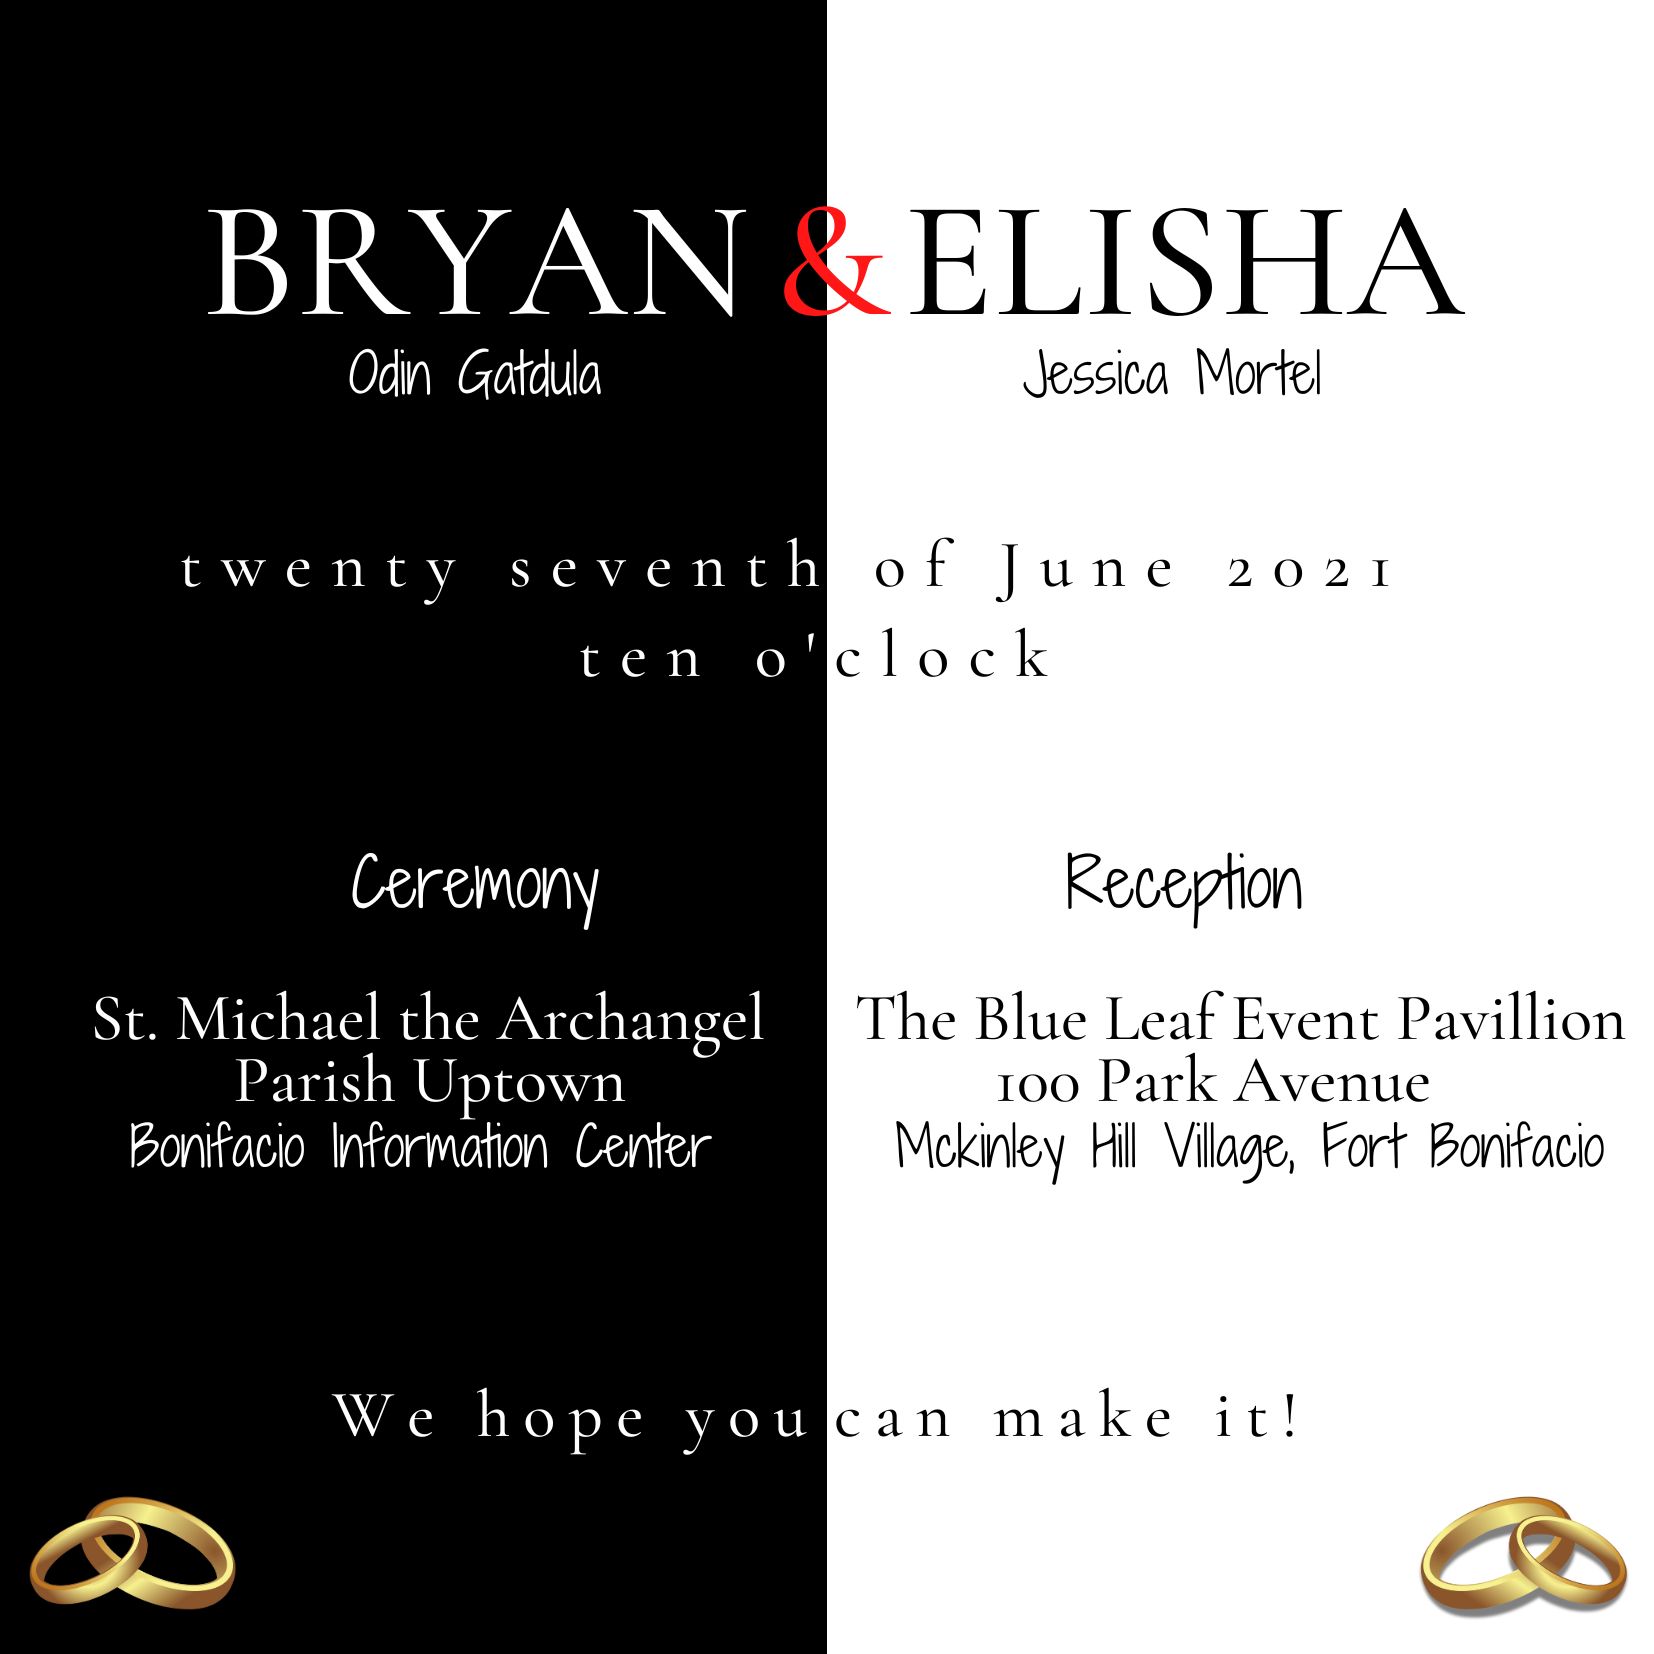 BRYAN & ELISHA
Odin Gatdula
Jessica Mortel
twenty seventh of June 2021
ten o'clock
Ceremony
St. Michael the Archangel
Parish Uptown
Bonifacio Information Center
Reception
The Blue Leaf Event Pavillion
100 Park Avenue
Mckinley Hill Village, Fort Bonifacio
We hope you can make it!